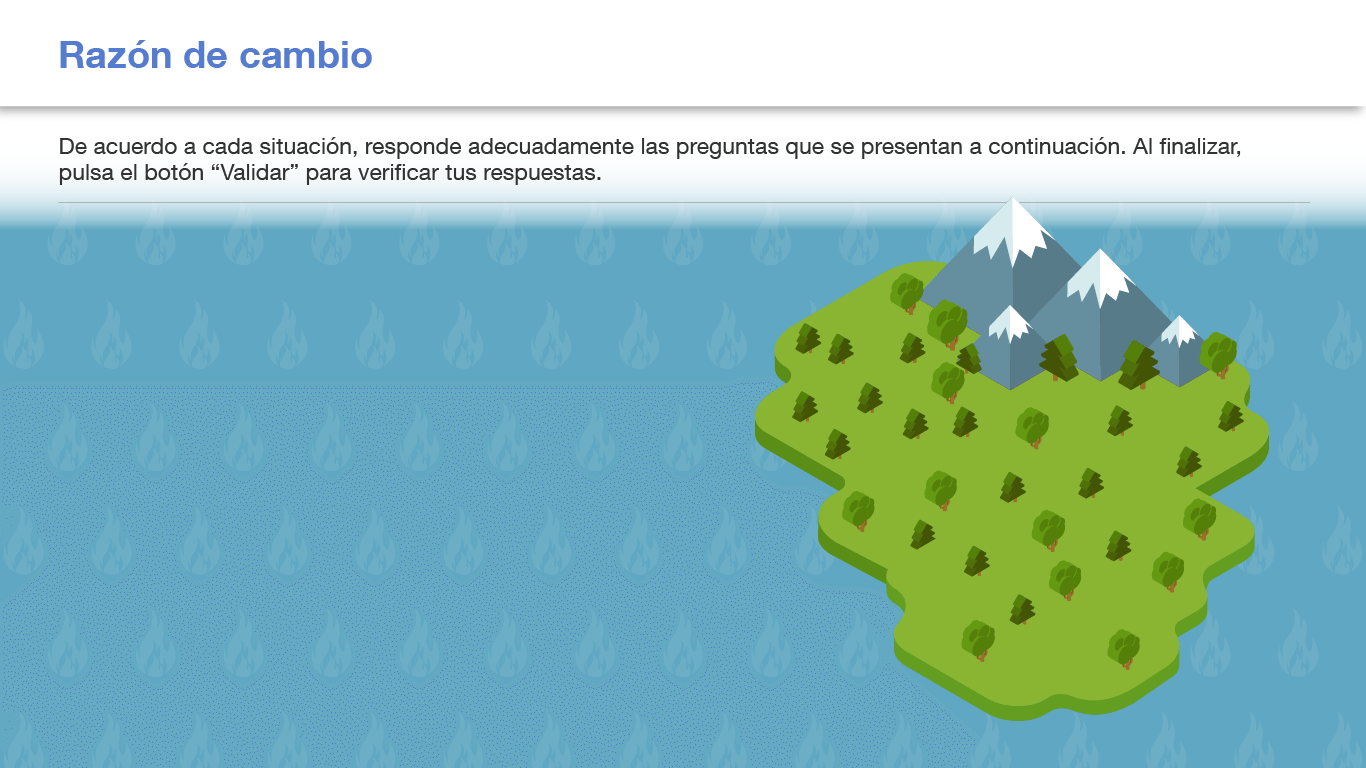 Razón de cambio
De acuerdo a cada situación, responde adecuadamente las preguntas que se presentan a continuación. Al finalizar,
pulsa el botón “Validar” para verificar tus respuestas.